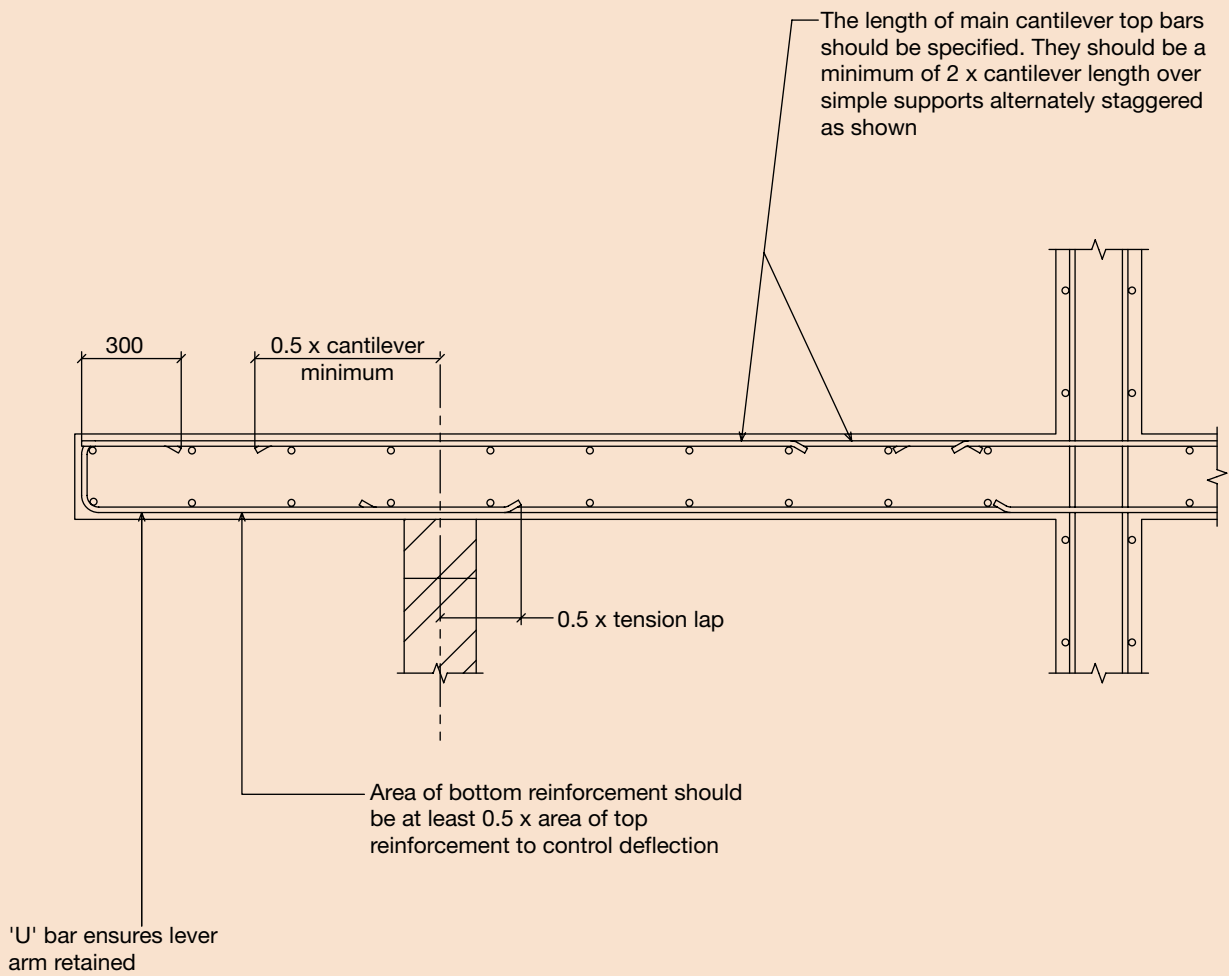 The length of main cantilever top bars
should be specified. They should be a
minimum of 2 x cantilever length over
simple supports alternately staggered
as shown
300
0.5 x cantilever
minimum
0.5 x tension lap
Area of bottom reinforcement should
be at least 0.5 x area of top
reinforcement to control deflection
'U' bar ensures lever
arm retained